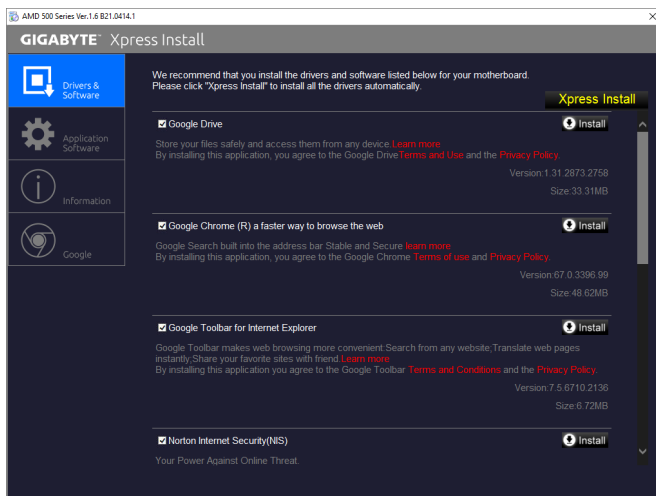 AMD 500 Series Ver.1.6 B21.0414.1
GIGABYTE™ Xpress Install
Drivers &
Software
Application
Software
Information
Google
We recommend that you install the drivers and software listed below for your motherboard.
Please click "Xpress Install" to install all the drivers automatically.
Xpress Install
Google Drive
Install
Store your files safely and access them from any device.Learn more
By installing this application, you agree to the Google DriveTerms and Use and the Privacy Policy.
Version:1.31.2873.2758
Size:33.31MB
Google Chrome (R) a faster way to browse the web
Install
Google Search built into the address bar Stable and Secure learn more
By installing this application, you agree to the Google Chrome Terms of use and Privacy Policy.
Version:67.0.3396.99
Size:48.62MB
Google Toolbar for Internet Explorer
Install
Google Toolbar makes web browsing more convenient.Search from any website;Translate web pages
instantly;Share your favorite sites with friend.Learn more
By installing this application you agree to the Google Toolbar Terms and Conditions and the Privacy Policy.
Version:7.5.6710.2136
Size:6.72MB
Norton Internet Security(NIS)
Install
Your Power Against Online Threat.